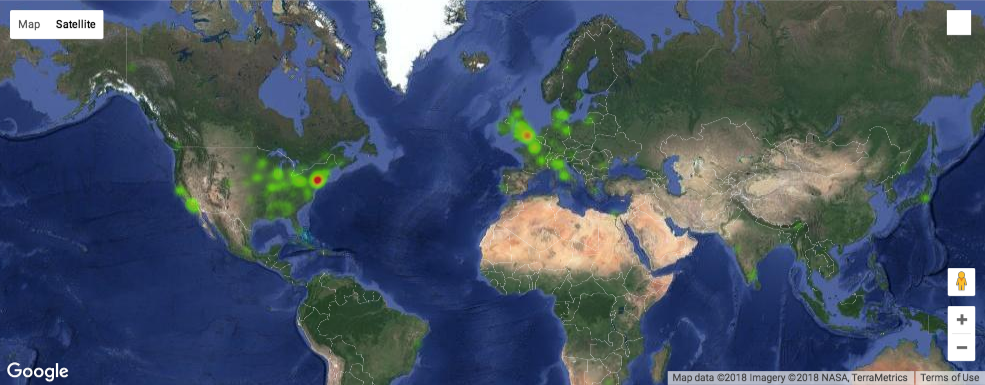 Map Satellite
Google
Map data ©2018 Imagery ©2018 NASA, TerraMetrics Terms of Use